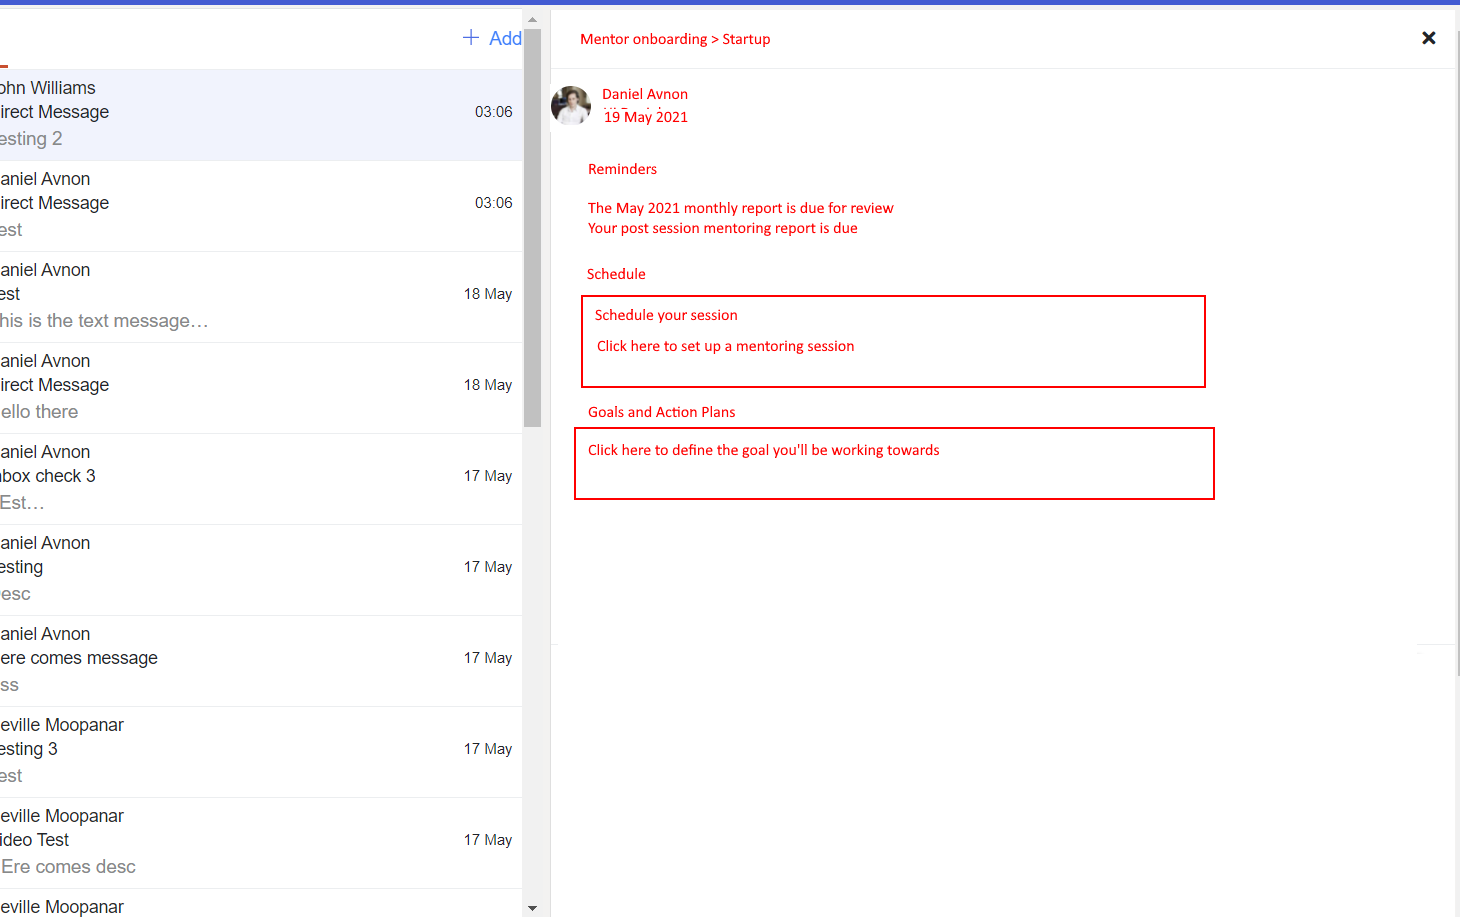 + Add
ohn Williams
irect Message
03:06
esting 2
aniel Avnon
irect Message
03:06
est
aniel Avnon
est
18 May
his is the text message…
aniel Avnon
irect Message
18 May
ello there
aniel Avnon
box check 3
17 May
Est…
aniel Avnon
esting
17 May
esc
aniel Avnon
ere comes message
17 May
ss
eville Moopanar
esting 3
17 May
est
eville Moopanar
ideo Test
17 May
Ere comes desc
eville Moopanar
Mentor onboarding > Startup
Daniel Avnon
19 May 2021
Reminders
The May 2021 monthly report is due for review
Your post session mentoring report is due
Schedule
Schedule your session
Click here to set up a mentoring session
Goals and Action Plans
Click here to define the goal you'll be working towards